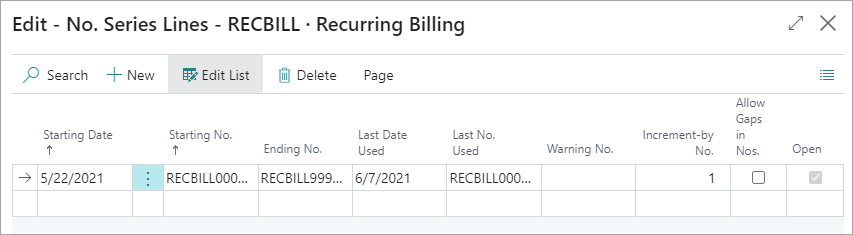 Edit - No. Series Lines - RECBILL · Recurring Billing
Search New Edit List Delete Page
Starting Date Starting No. Ending No. Last Date Used Last No. Used Warning No. Increment-by No. Allow Gaps in Nos. Open
5/22/2021 RECBILL000... RECBILL999... 6/7/2021 RECBILL000... 1